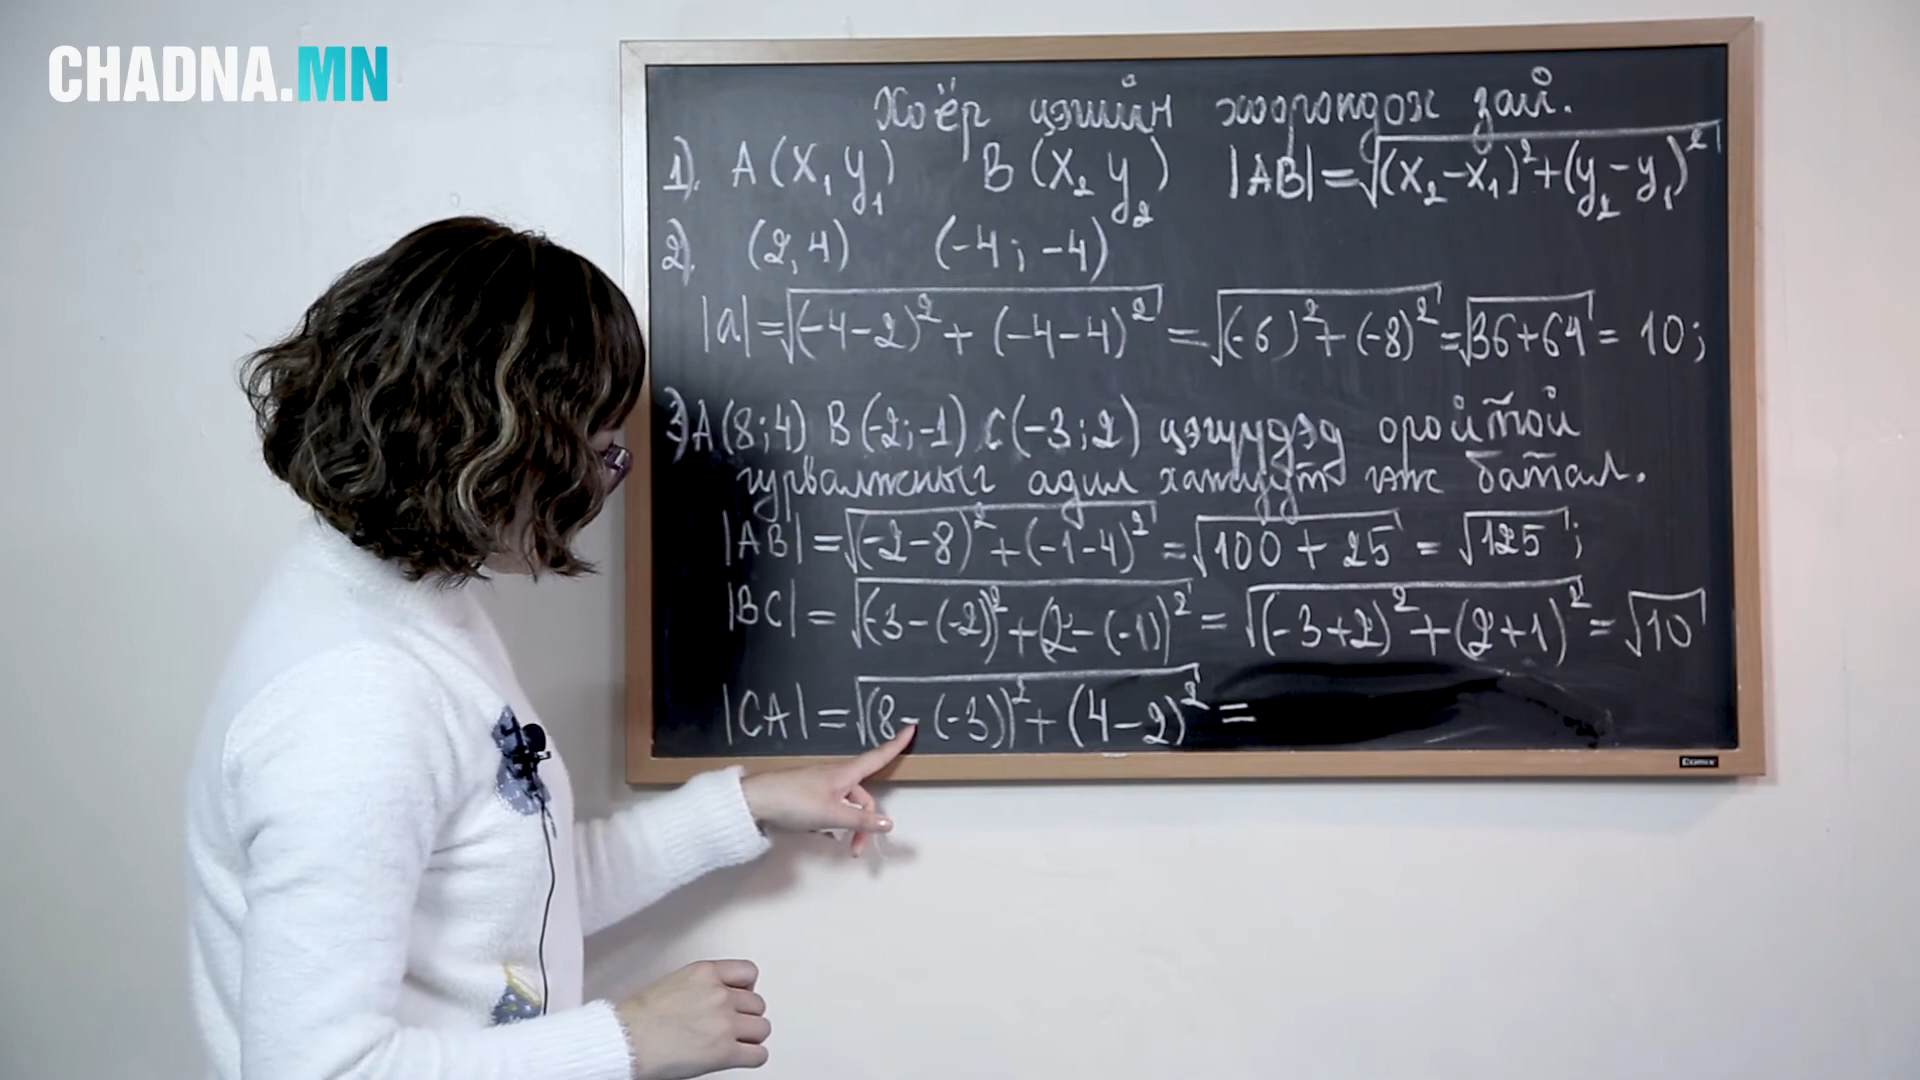 CHADNA.MN
Хоёр цэгийн хоорондох зай.
1). A(x₁ y₁) B(x₂ y₂) |AB|=√(x₂-x₁)²+(y₂-y₁)²
2). (2,4) (-4; -4)
|a|=√(-4-2)²+(-4-4)²=√(-6)²+(-8)²=√36+64=10;
3) A(8;4) B(-2;-1) C(-3;2) цэгүүдэд оройтой
гурвалжныг адил хажуут гэж батал.
|AB|=√(-2-8)²+(-1-4)²=√100+25=√125;
|BC|=√(-3-(-2))²+(2-(-1))²=√(-3+2)²+(2+1)²=√10
|CA|=√(8-(-3))²+(4-2)²=
Comix